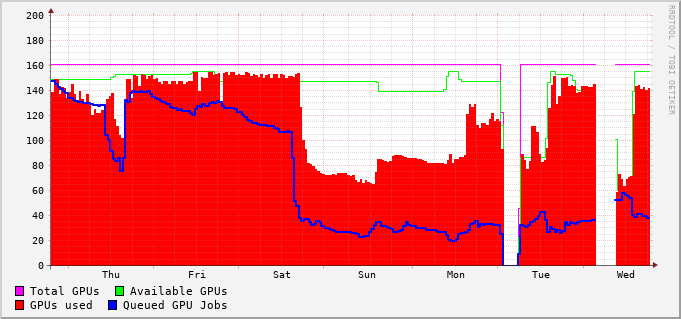 200
180
160
140
120
100
80
60
40
20
0
Thu Fri Sat Sun Mon Tue Wed
Total GPUs Available GPUs
GPUs used Queued GPU Jobs
RRDTOOL / TOBI OETIKER